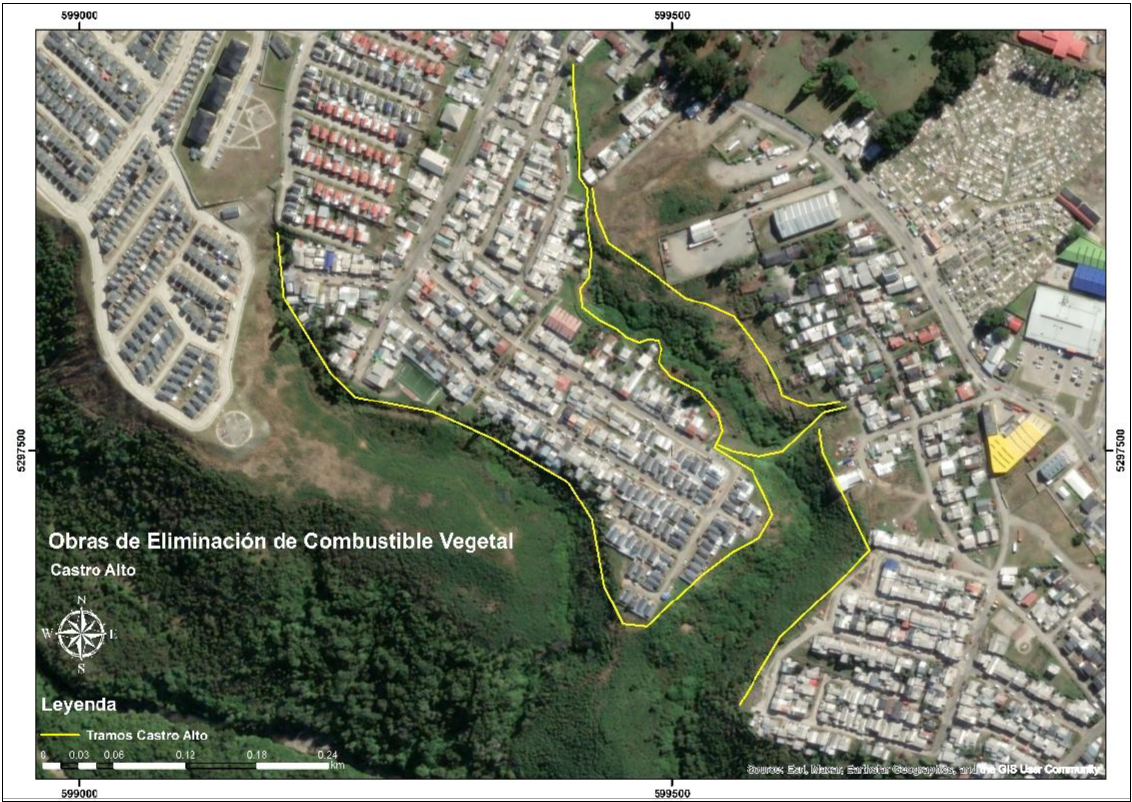 599000 599500
5297500 5297500
Obras de Eliminación de Combustible Vegetal
Castro Alto
N
W E
S
Leyenda
Tramos Castro Alto
0 0.03 0.06 0.12 0.18 0.24
km
Source: Esri, Maxar, Earthstar Geographics, and the GIS User Community
599000 599500